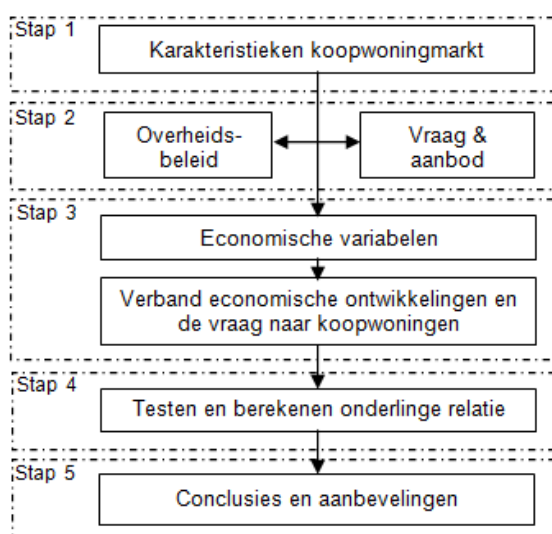 Stap 1
Karakteristieken koopwoningmarkt
Stap 2
Overheids-
beleid
Vraag &
aanbod
Stap 3
Economische variabelen
Verband economische ontwikkelingen en
de vraag naar koopwoningen
Stap 4
Testen en berekenen onderlinge relatie
Stap 5
Conclusies en aanbevelingen